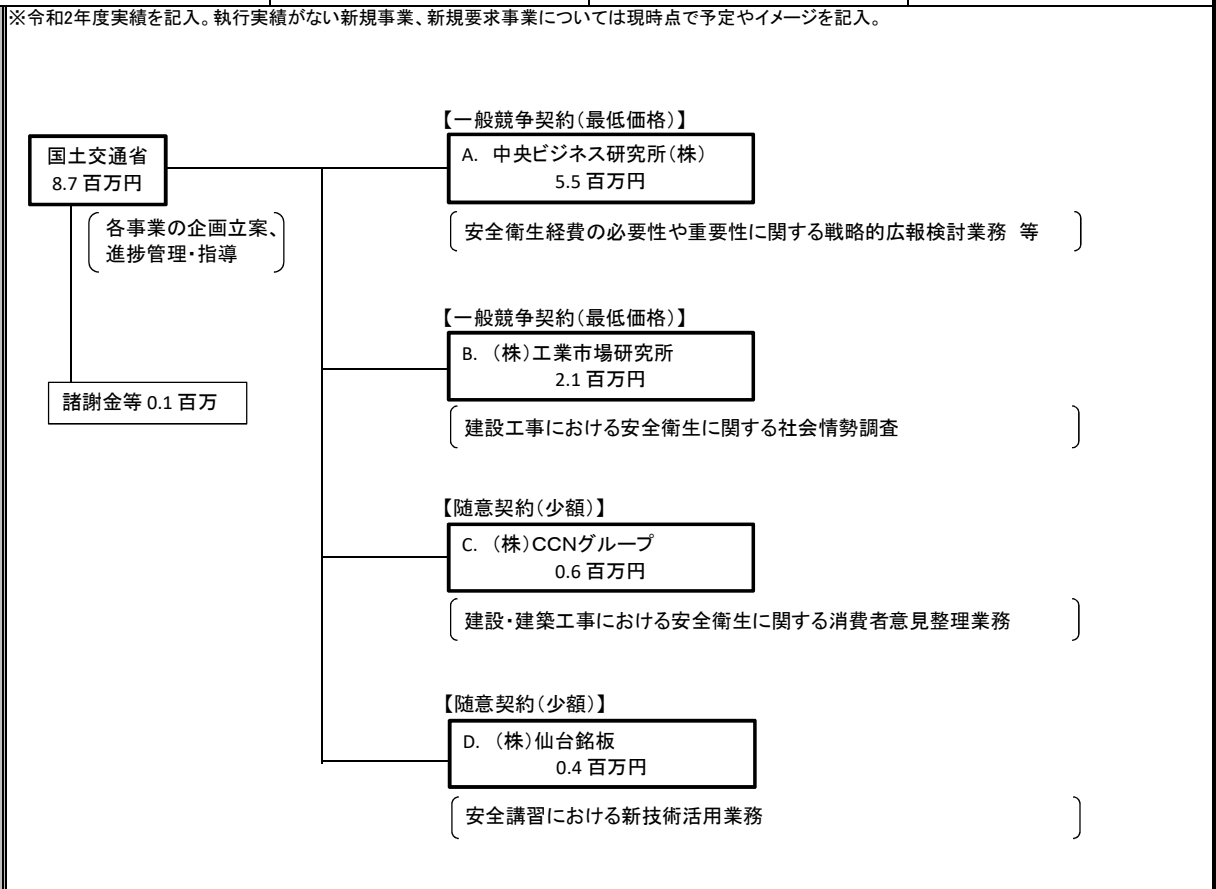 ※令和2年度実績を記入。執行実績がない新規事業、新規要求事業については現時点で予定やイメージを記入。
【一般競争契約(最低価格)】
国土交通省
8.7 百万円
A. 中央ビジネス研究所(株)
5.5 百万円
各事業の企画立案、
進捗管理・指導
安全衛生経費の必要性や重要性に関する戦略的広報検討業務 等
【一般競争契約(最低価格)】
B. (株)工業市場研究所
2.1 百万円
諸謝金等 0.1 百万
建設工事における安全衛生に関する社会情勢調査
【随意契約(少額)】
C. (株)CCNグループ
0.6 百万円
建設・建築工事における安全衛生に関する消費者意見整理業務
【随意契約(少額)】
D. (株)仙台銘板
0.4 百万円
安全講習における新技術活用業務